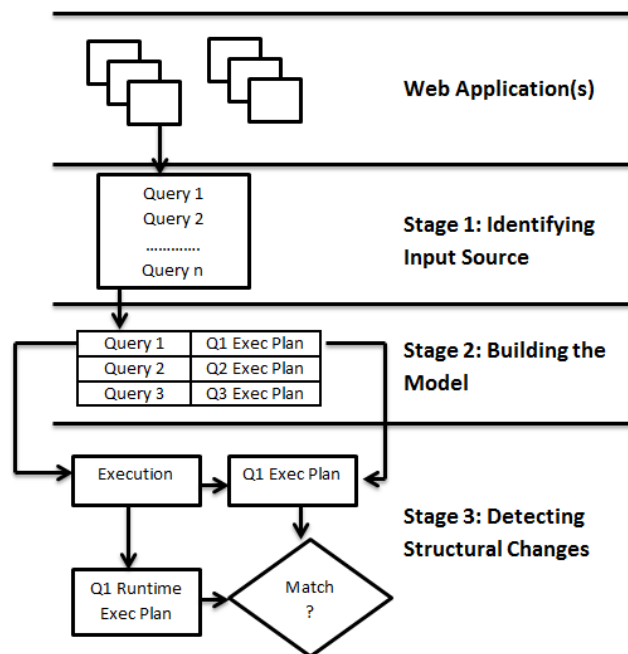 Web Application(s)
Query 1
Query 2
.............
Query n
Stage 1: Identifying
Input Source
Query 1 Q1 Exec Plan
Query 2 Q2 Exec Plan
Query 3 Q3 Exec Plan
Stage 2: Building the
Model
Execution
Q1 Exec Plan
Q1 Runtime
Exec Plan
Match
?
Stage 3: Detecting
Structural Changes